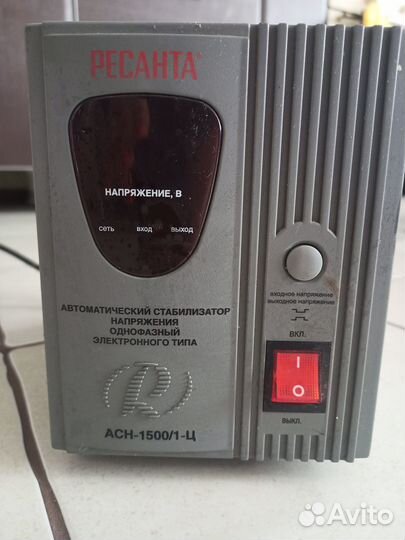 РЕСАНТА
НАПРЯЖЕНИЕ, В
сеть вход выход
входное напряжение
выходное напряжение
АВТОМАТИЧЕСКИЙ СТАБИЛИЗАТОР
НАПРЯЖЕНИЯ
ОДНОФАЗНЫЙ
ЭЛЕКТРОННОГО ТИПА
ВКЛ.
I
O
ВЫКЛ.
АСН-1500/1-Ц
Avito